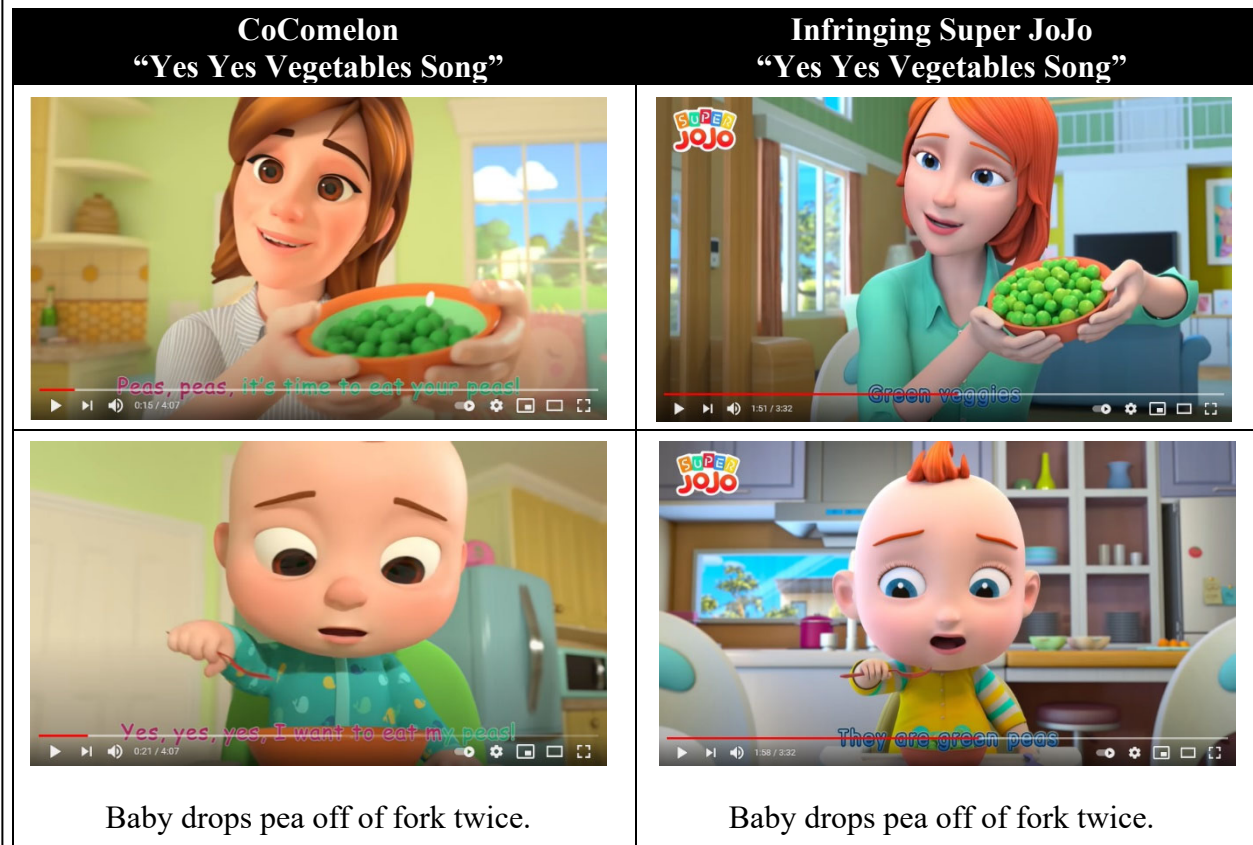 CoComelon
“Yes Yes Vegetables Song”
Infringing Super JoJo
“Yes Yes Vegetables Song”
Peas, peas, it's time to eat your peas!
0:15 / 4:07
SUPER
JOJO
Green veggies
1:51 / 3:32
Yes, yes, yes, I want to eat my peas!
0:21 / 4:07
SUPER
JOJO
They are green peas
1:58 / 3:32
Baby drops pea off of fork twice.
Baby drops pea off of fork twice.